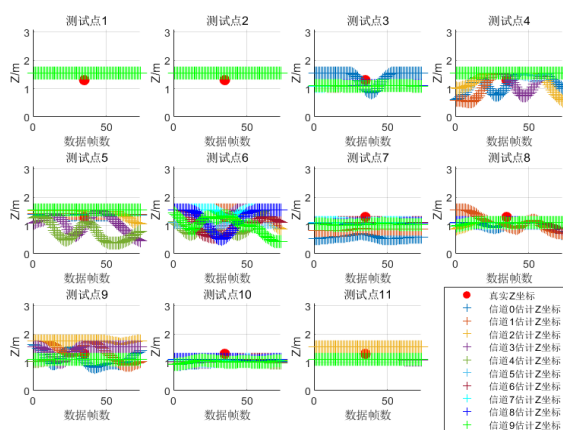 测试点1
测试点2
测试点3
测试点4
Z/m
3
2
1
0
0
50
数据帧数
Z/m
3
2
1
0
0
50
数据帧数
Z/m
3
2
1
0
0
50
数据帧数
Z/m
3
2
1
0
0
50
数据帧数
测试点5
测试点6
测试点7
测试点8
Z/m
3
2
1
0
0
50
数据帧数
Z/m
3
2
1
0
0
50
数据帧数
Z/m
3
2
1
0
0
50
数据帧数
Z/m
3
2
1
0
0
50
数据帧数
测试点9
测试点10
测试点11
Z/m
3
2
1
0
0
50
数据帧数
Z/m
3
2
1
0
0
50
数据帧数
Z/m
3
2
1
0
0
50
数据帧数
真实Z坐标
信道0估计Z坐标
信道1估计Z坐标
信道2估计Z坐标
信道3估计Z坐标
信道4估计Z坐标
信道5估计Z坐标
信道6估计Z坐标
信道7估计Z坐标
信道8估计Z坐标
信道9估计Z坐标